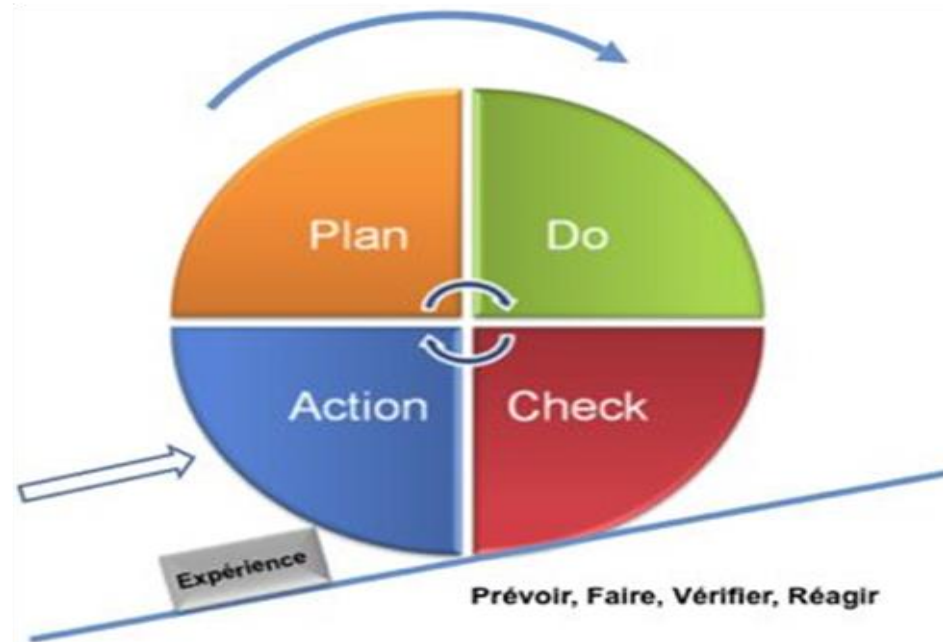 Plan
Do
Action
Check
Expérience
Prévoir, Faire, Vérifier, Réagir